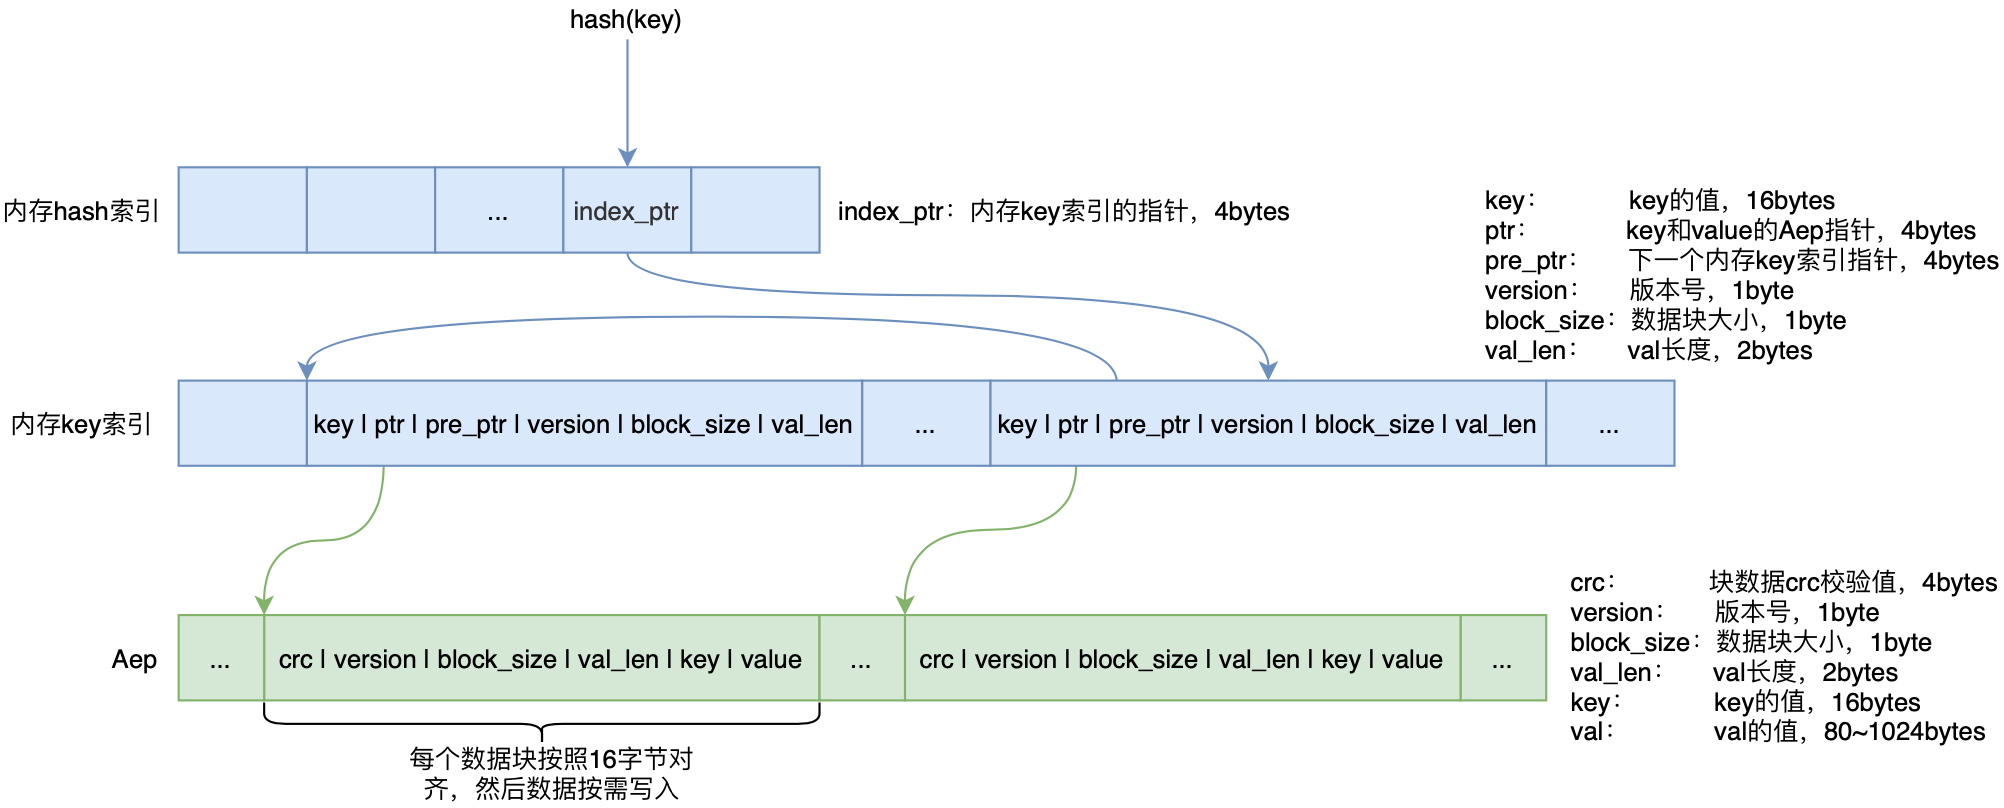 hash(key)
内存hash索引
...
index_ptr
index_ptr：内存key索引的指针，4bytes
key： key的值，16bytes
ptr： key和value的Aep指针，4bytes
pre_ptr： 下一个内存key索引指针，4bytes
version： 版本号，1byte
block_size：数据块大小，1byte
val_len： val长度，2bytes
内存key索引
key | ptr | pre_ptr | version | block_size | val_len
...
key | ptr | pre_ptr | version | block_size | val_len
...
Aep
...
crc | version | block_size | val_len | key | value
...
crc | version | block_size | val_len | key | value
...
crc： 块数据crc校验值，4bytes
version： 版本号，1byte
block_size：数据块大小，1byte
val_len： val长度，2bytes
key： key的值，16bytes
val： val的值，80~1024bytes
每个数据块按照16字节对
齐，然后数据按需写入